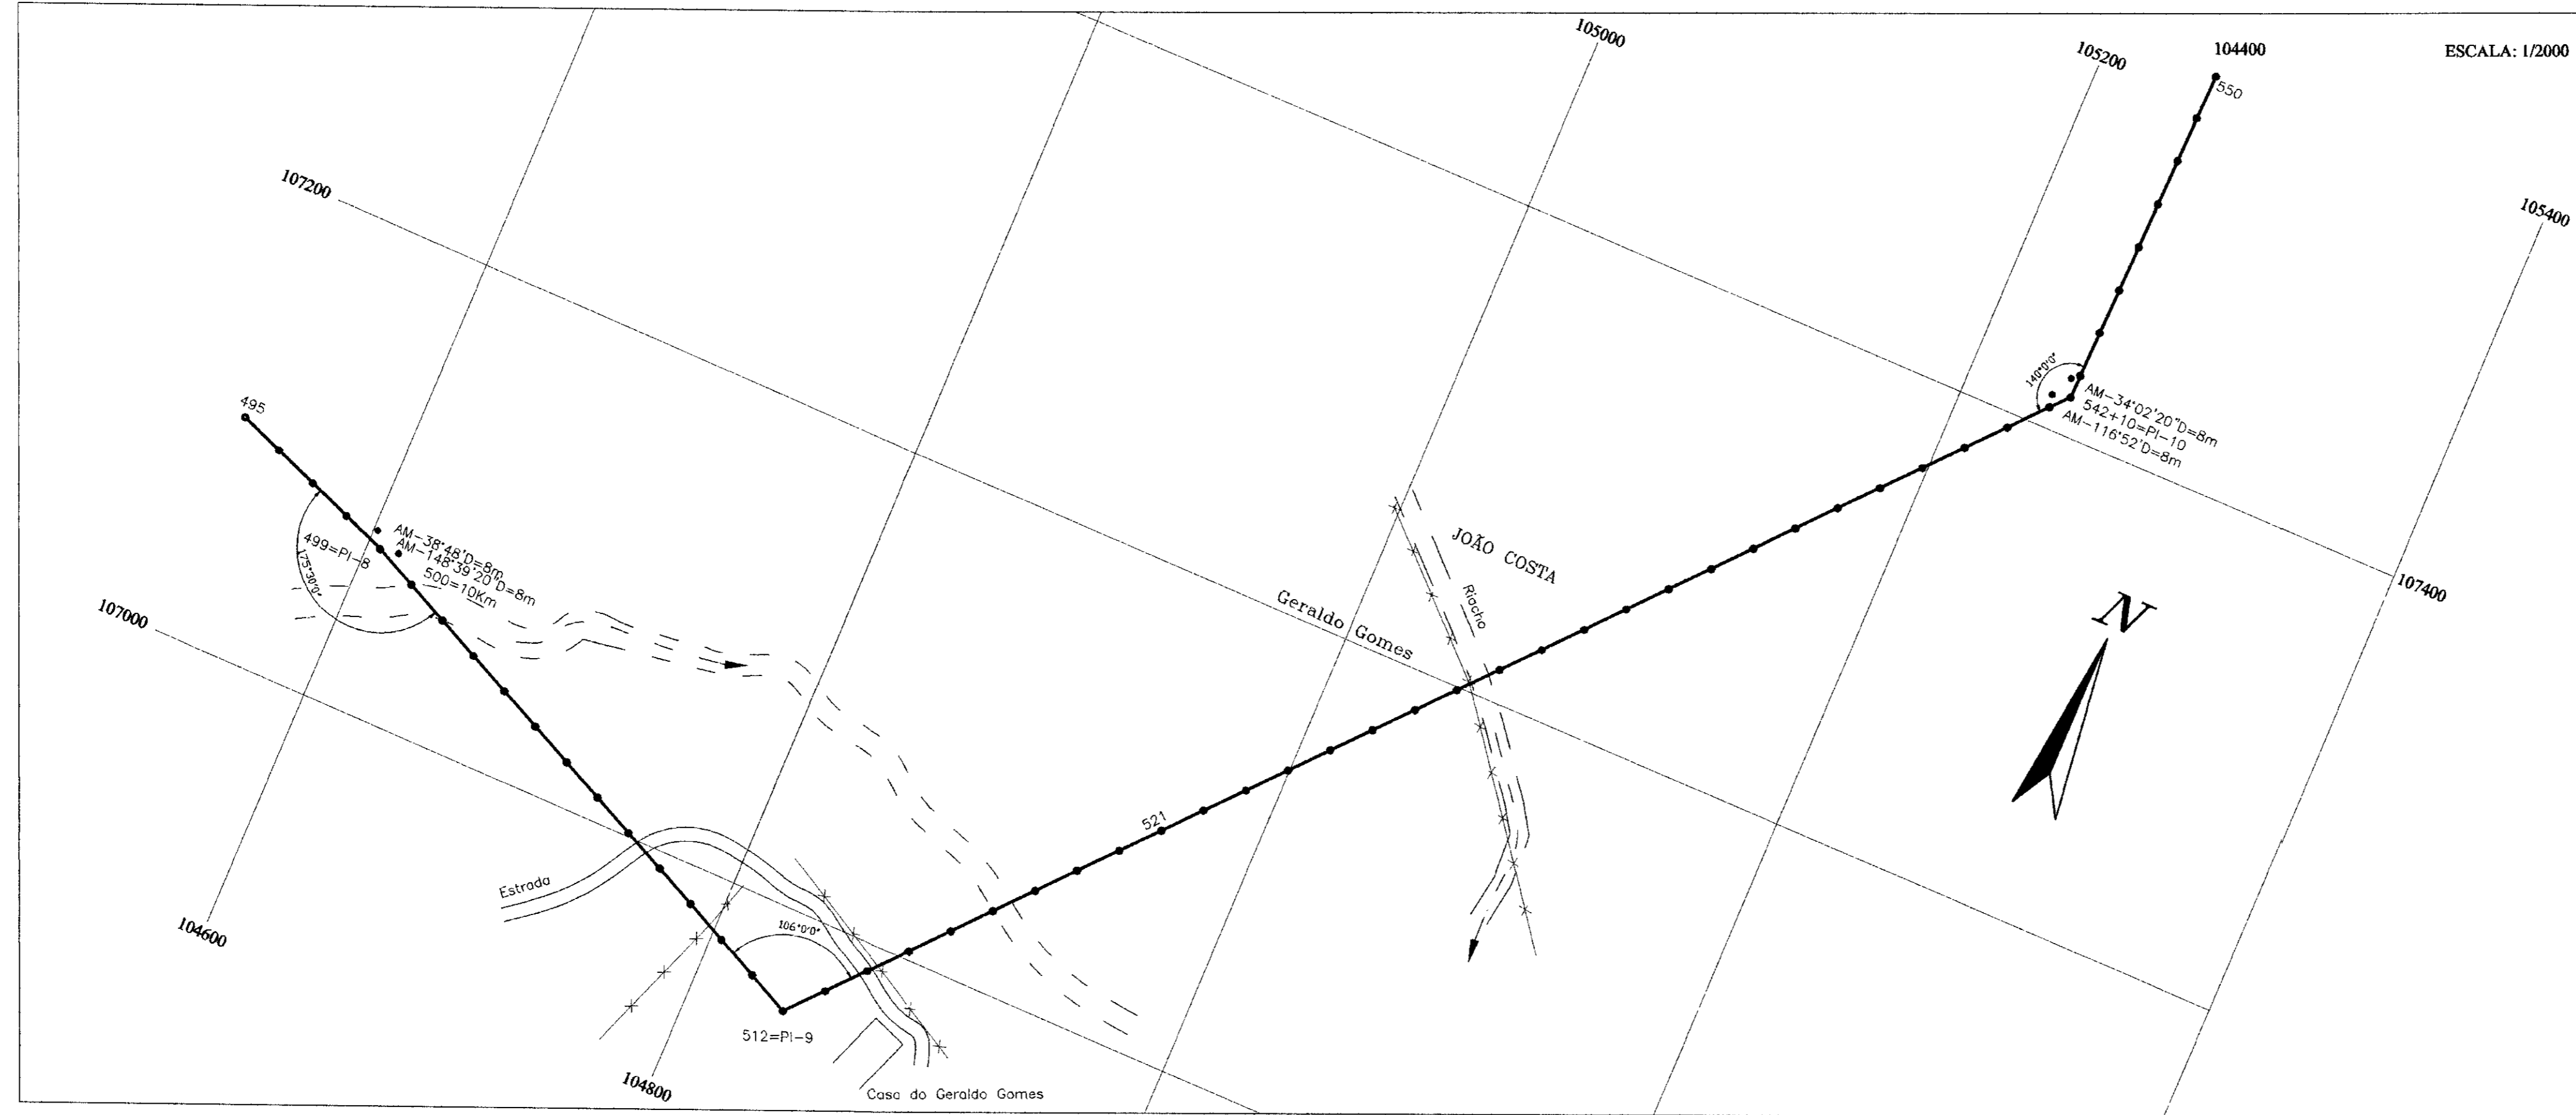 105000
105200
104400
ESCALA: 1/2000
550
107200
105400
140°0'0"
AM-34°02'20"D=8m
542+10=PI-10
AM-116°52'D=8m
495
AM-38°48'D=8m
499=PI-8
AM-148°39'20"D=8m
500=10Km
175°30'0"
JOÃO COSTA
Riacho
Geraldo Gomes
107400
N
107000
521
Estrada
104600
106°0'0"
512=PI-9
104800
Casa do Geraldo Gomes